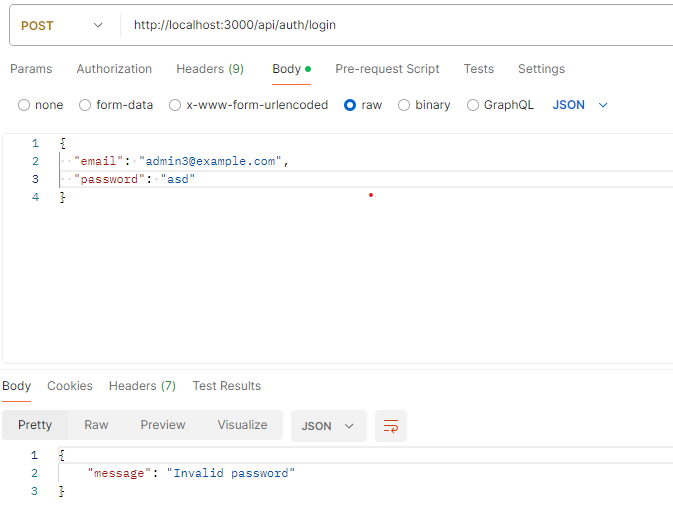 POST http://localhost:3000/api/auth/login
Params Authorization Headers (9) Body Pre-request Script Tests Settings
none form-data x-www-form-urlencoded raw binary GraphQL JSON
1 {
2 "email": "admin3@example.com",
3 "password": "asd"
4 }
Body Cookies Headers (7) Test Results
Pretty Raw Preview Visualize JSON
1 {
2 "message": "Invalid password"
3 }